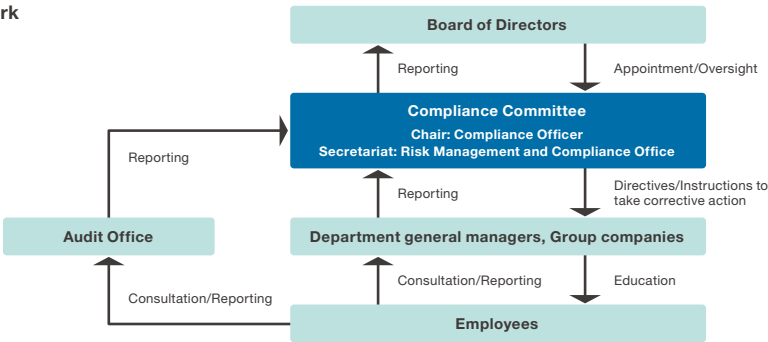 rk
Board of Directors
Reporting
Appointment/Oversight
Compliance Committee
Chair: Compliance Officer
Secretariat: Risk Management and Compliance Office
Reporting
Reporting
Directives/Instructions to
take corrective action
Audit Office
Department general managers, Group companies
Consultation/Reporting
Education
Consultation/Reporting
Employees